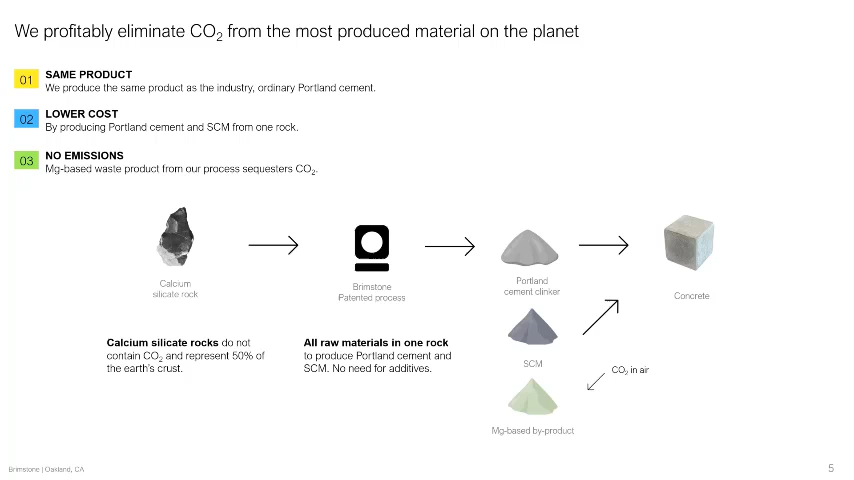 We profitably eliminate CO2 from the most produced material on the planet
01
SAME PRODUCT
We produce the same product as the industry, ordinary Portland cement.
02
LOWER COST
By producing Portland cement and SCM from one rock.
03
NO EMISSIONS
Mg-based waste product from our process sequesters CO2.
Calcium
silicate rock
Brimstone
Patented process
Portland
cement clinker
Concrete
Calcium silicate rocks do not
contain CO2 and represent 50% of
the earth's crust.
All raw materials in one rock
to produce Portland cement and
SCM. No need for additives.
SCM
CO2 in air
Mg-based by-product
Brimstone | Oakland, CA
5